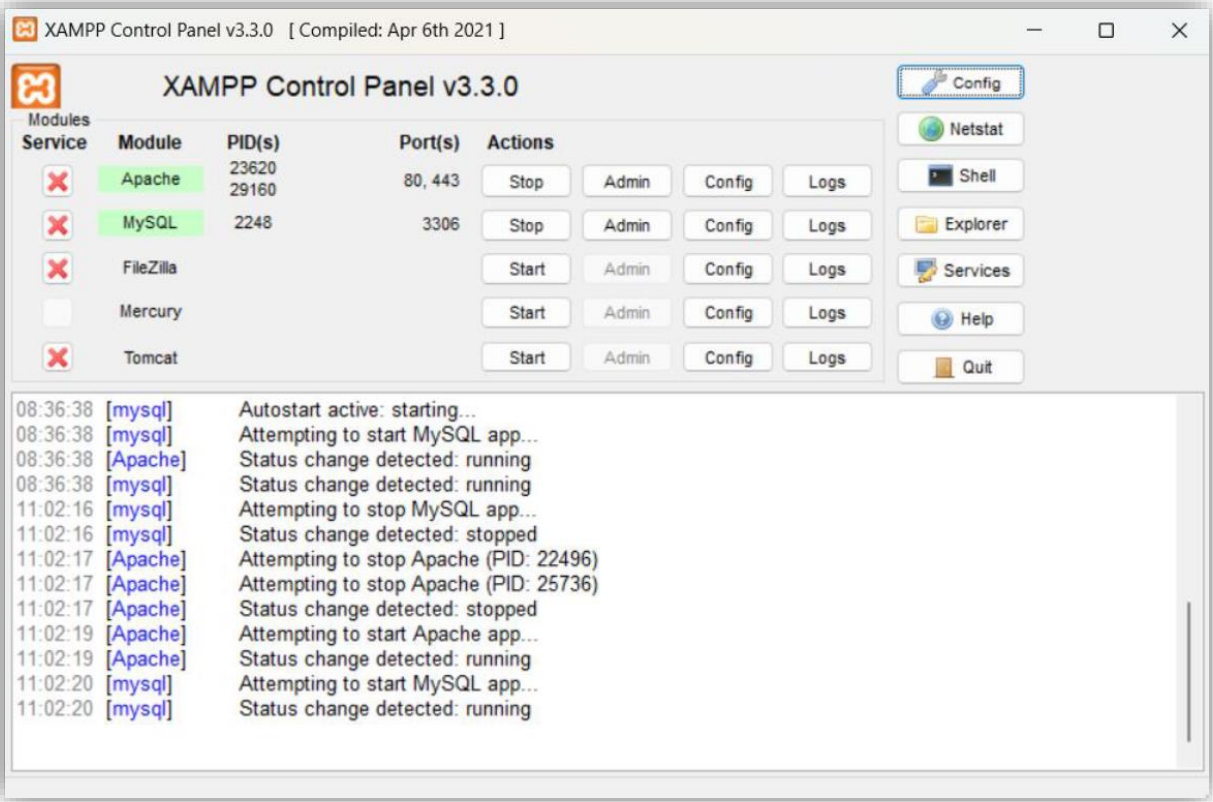 XAMPP Control Panel v3.3.0 [ Compiled: Apr 6th 2021 ]
XAMPP Control Panel v3.3.0
Config
Netstat
Shell
Explorer
Services
Help
Quit
Modules
Service Module PID(s) Port(s) Actions
Apache 23620 29160 80, 443 Stop Admin Config Logs
MySQL 2248 3306 Stop Admin Config Logs
FileZilla Start Admin Config Logs
Mercury Start Admin Config Logs
Tomcat Start Admin Config Logs
08:36:38 [mysql] Autostart active: starting...
08:36:38 [mysql] Attempting to start MySQL app...
08:36:38 [Apache] Status change detected: running
08:36:38 [mysql] Status change detected: running
11:02:16 [mysql] Attempting to stop MySQL app...
11:02:16 [mysql] Status change detected: stopped
11:02:17 [Apache] Attempting to stop Apache (PID: 22496)
11:02:17 [Apache] Attempting to stop Apache (PID: 25736)
11:02:17 [Apache] Status change detected: stopped
11:02:19 [Apache] Attempting to start Apache app...
11:02:19 [Apache] Status change detected: running
11:02:20 [mysql] Attempting to start MySQL app...
11:02:20 [mysql] Status change detected: running